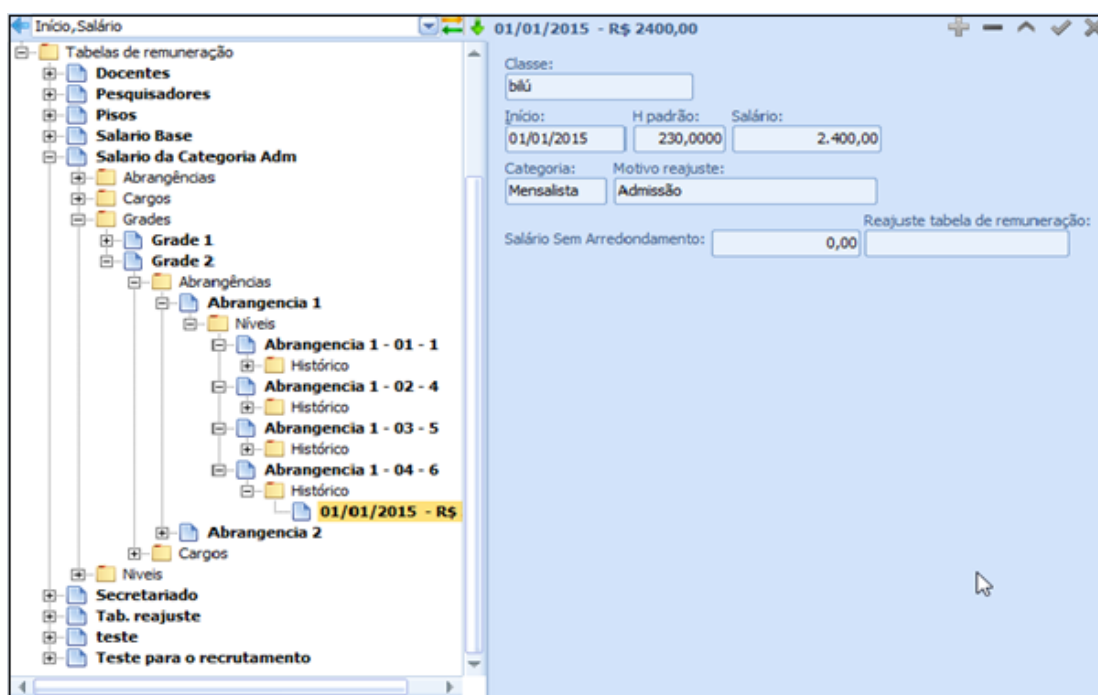 Início,Salário
Tabelas de remuneração
Docentes
Pesquisadores
Pisos
Salario Base
Salario da Categoria Adm
Abrangências
Cargos
Grades
Grade 1
Grade 2
Abrangências
Abrangencia 1
Níveis
Abrangencia 1 - 01 - 1
Histórico
Abrangencia 1 - 02 - 4
Histórico
Abrangencia 1 - 03 - 5
Histórico
Abrangencia 1 - 04 - 6
Histórico
01/01/2015 - R$
Abrangencia 2
Cargos
Niveis
Secretariado
Tab. reajuste
teste
Teste para o recrutamento
01/01/2015 - R$ 2400,00
Classe:
bilú
Início: H padrão: Salário:
01/01/2015 230,0000 2.400,00
Categoria: Motivo reajuste:
Mensalista Admissão
Reajuste tabela de remuneração:
Salário Sem Arredondamento: 0,00